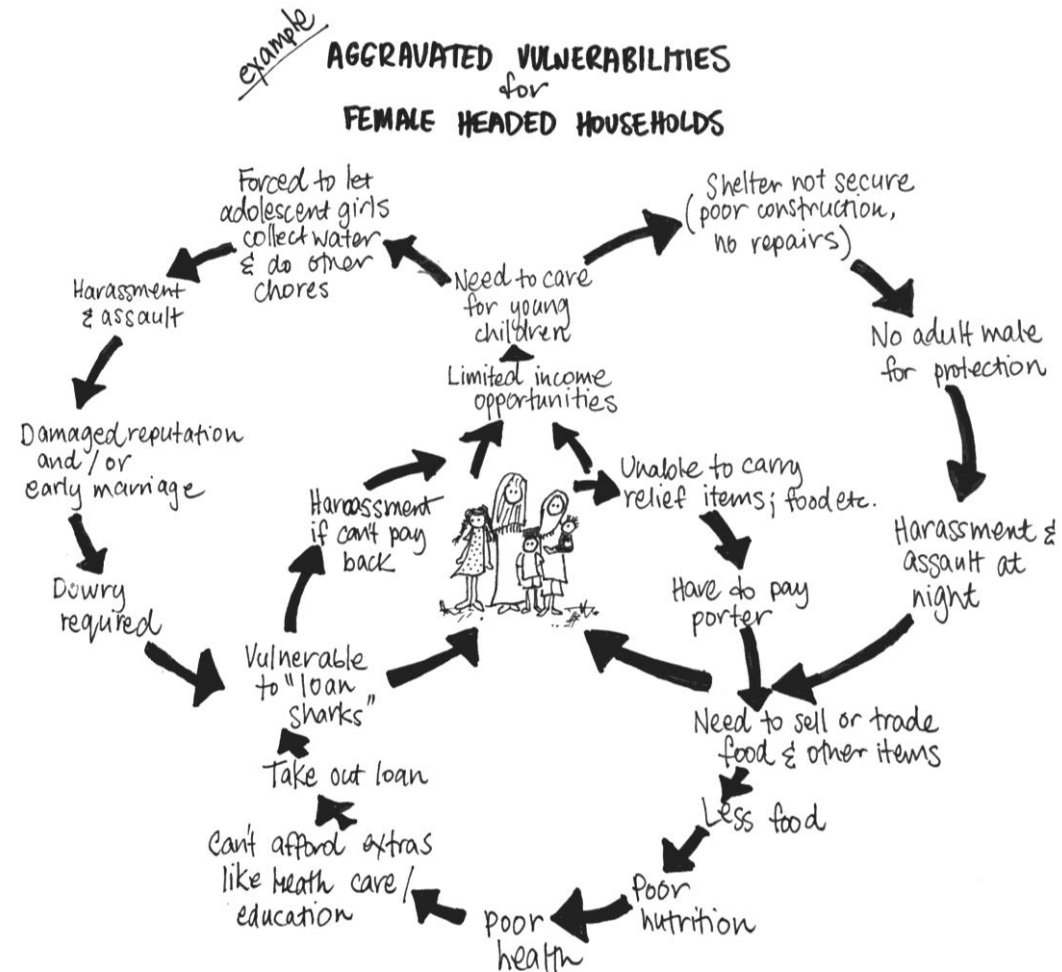 example
AGGRAVATED VULNERABILITIES
for
FEMALE HEADED HOUSEHOLDS
Forced to let
adolescent girls
collect water
& do other
chores
Harassment
& assault
Damaged reputation
and/or
early marriage
Dowry
required
Need to care
for young
children
Limited income
opportunities
Shelter not secure
(poor construction,
no repairs)
No adult male
for protection
Harassment &
assault at
night
Unable to carry
relief items; food etc.
Have do pay
porter
Harrassment
if can't pay
back
Vulnerable
to "loan
sharks"
Need to sell or trade
food & other items
Less food
Poor
nutrition
poor
health
Can't afford extras
like heath care/
education
Take out loan